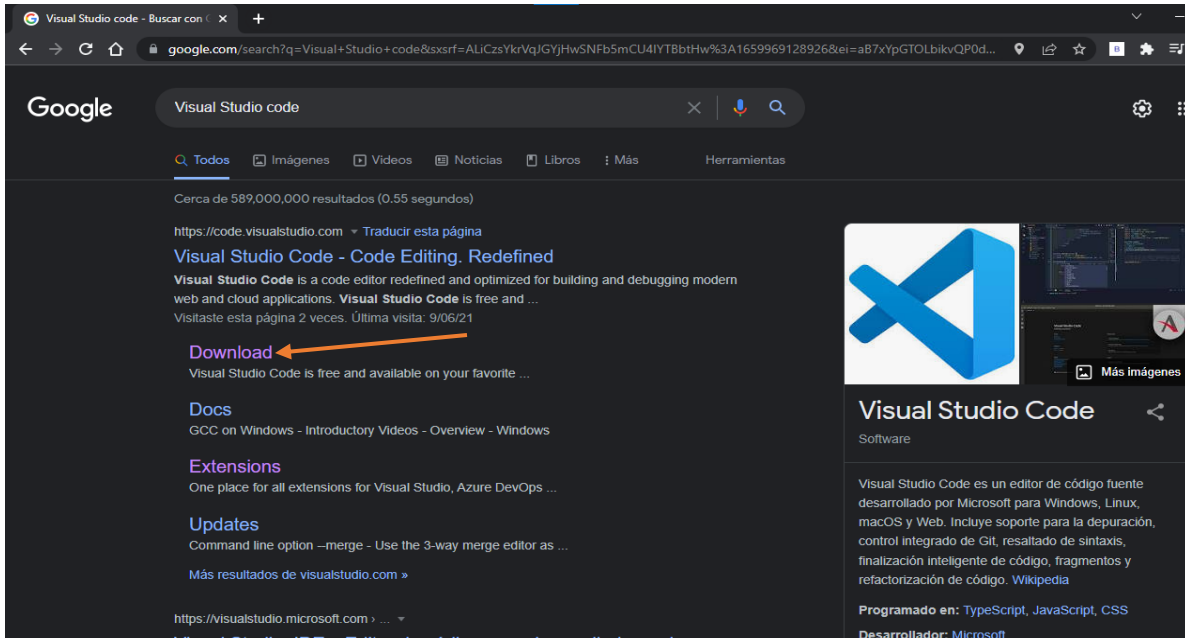 Visual Studio code - Buscar con G
google.com/search?q=Visual+Studio+code&sxsrf=ALiCzsYkrVqJGYjHwSNFb5mCU4IYTBbtHw%3A1659969128926&ei=aB7xYpGTOLbikvQP0d...
Google
Visual Studio code
Todos
Imágenes
Videos
Noticias
Libros
Más
Herramientas
Cerca de 589,000,000 resultados (0.55 segundos)
https://code.visualstudio.com Traducir esta página
Visual Studio Code - Code Editing. Redefined
Visual Studio Code is a code editor redefined and optimized for building and debugging modern
web and cloud applications. Visual Studio Code is free and ...
Visitaste esta página 2 veces. Última visita: 9/06/21
Download
Visual Studio Code is free and available on your favorite ...
Docs
GCC on Windows - Introductory Videos - Overview - Windows
Extensions
One place for all extensions for Visual Studio, Azure DevOps ...
Updates
Command line option –merge - Use the 3-way merge editor as ...
Más resultados de visualstudio.com »
https://visualstudio.microsoft.com › ...
Más imágenes
Visual Studio Code
Software
Visual Studio Code es un editor de código fuente
desarrollado por Microsoft para Windows, Linux,
macOS y Web. Incluye soporte para la depuración,
control integrado de Git, resaltado de sintaxis,
finalización inteligente de código, fragmentos y
refactorización de código. Wikipedia
Programado en: TypeScript, JavaScript, CSS
Desarrollador: Microsoft